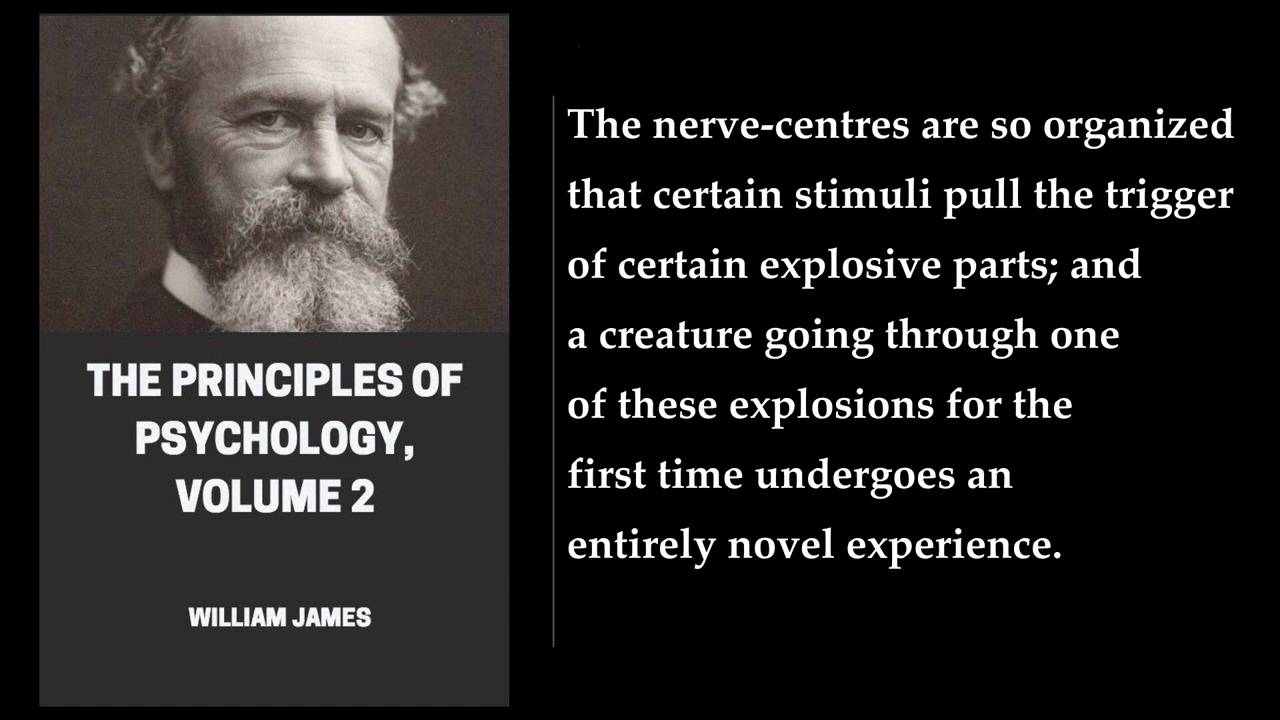 THE PRINCIPLES OF
PSYCHOLOGY,
VOLUME 2
WILLIAM JAMES
The nerve-centres are so organized
that certain stimuli pull the trigger
of certain explosive parts; and
a creature going through one
of these explosions for the
first time undergoes an
entirely novel experience.